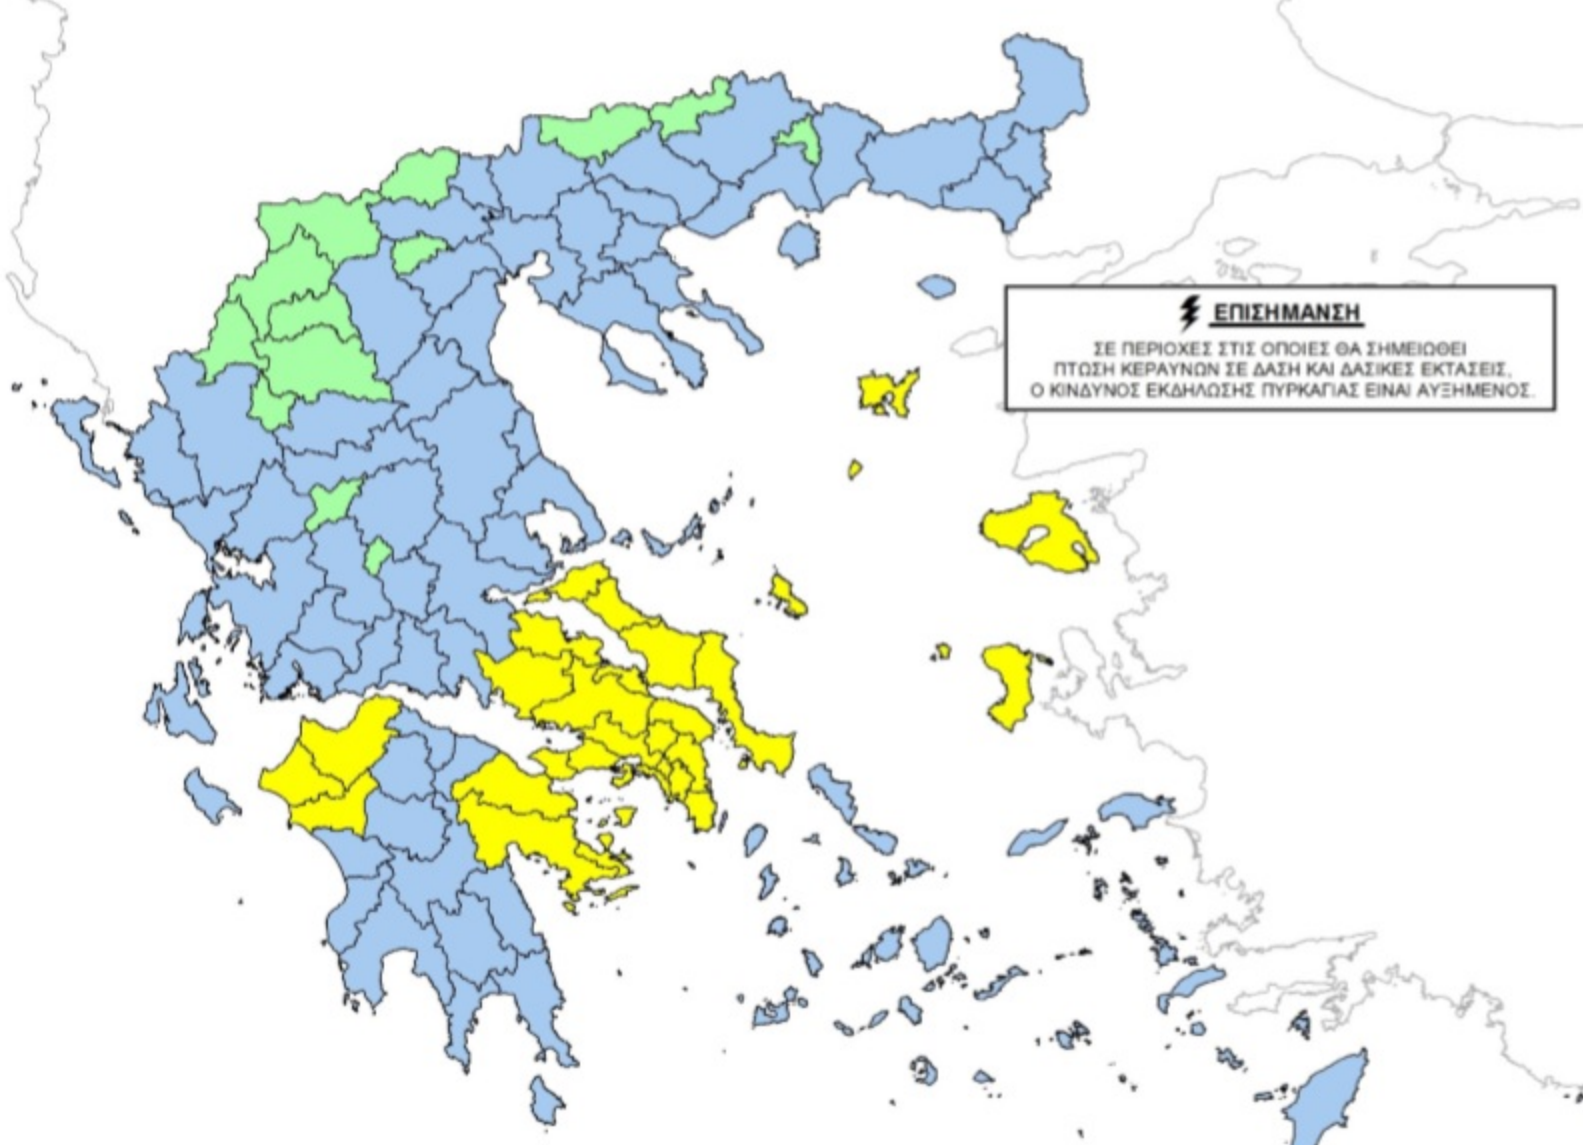 ΕΠΙΣΗΜΑΝΣΗ
ΣΕ ΠΕΡΙΟΧΕΣ ΣΤΙΣ ΟΠΟΙΕΣ ΘΑ ΣΗΜΕΙΩΘΕΙ
ΠΤΩΣΗ ΚΕΡΑΥΝΩΝ ΣΕ ΔΑΣΗ ΚΑΙ ΔΑΣΙΚΕΣ ΕΚΤΑΣΕΙΣ,
Ο ΚΙΝΔΥΝΟΣ ΕΚΔΗΛΩΣΗΣ ΠΥΡΚΑΓΙΑΣ ΕΙΝΑΙ ΑΥΞΗΜΕΝΟΣ.